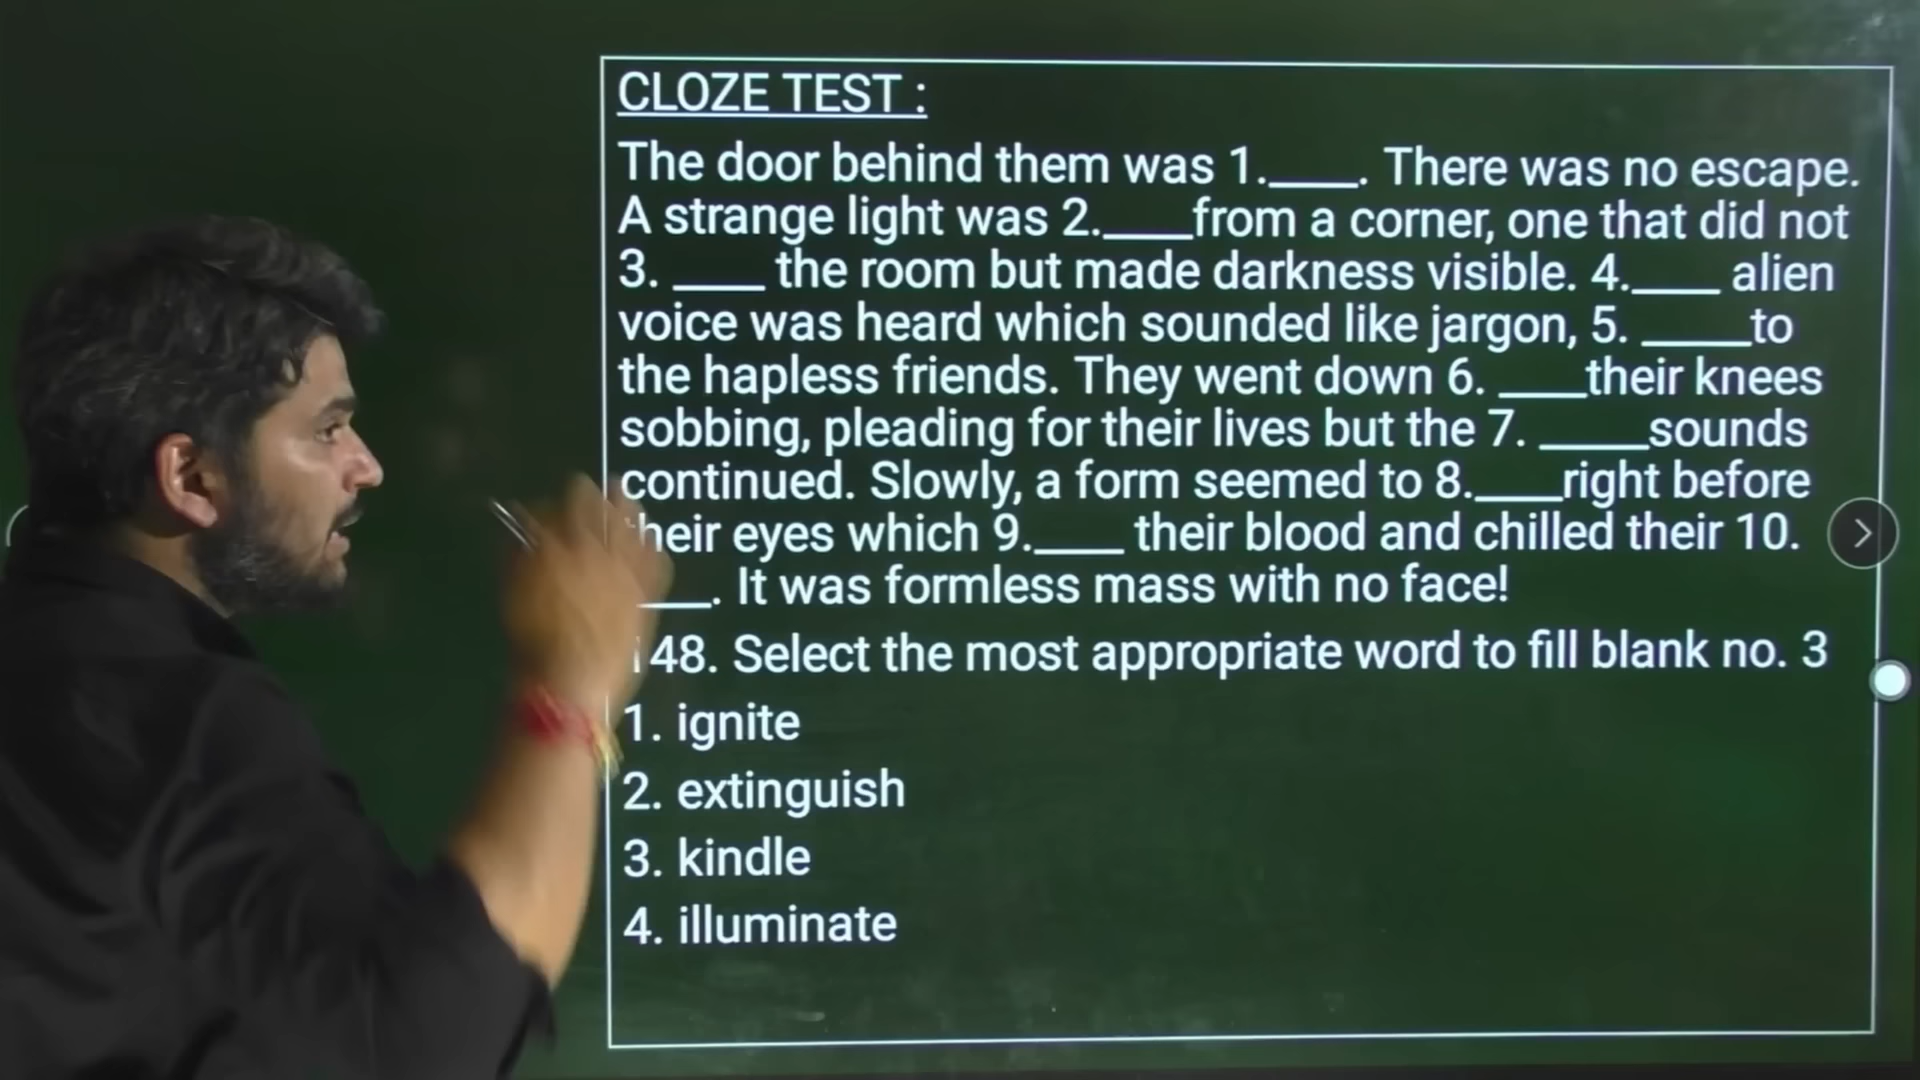 CLOZE TEST :
The door behind them was 1.____. There was no escape.
A strange light was 2.____from a corner, one that did not
3. ____ the room but made darkness visible. 4.____ alien
voice was heard which sounded like jargon, 5. _____to
the hapless friends. They went down 6. ____their knees
sobbing, pleading for their lives but the 7. _____sounds
continued. Slowly, a form seemed to 8.____right before
their eyes which 9.____ their blood and chilled their 10.
____. It was formless mass with no face!
148. Select the most appropriate word to fill blank no. 3
1. ignite
2. extinguish
3. kindle
4. illuminate